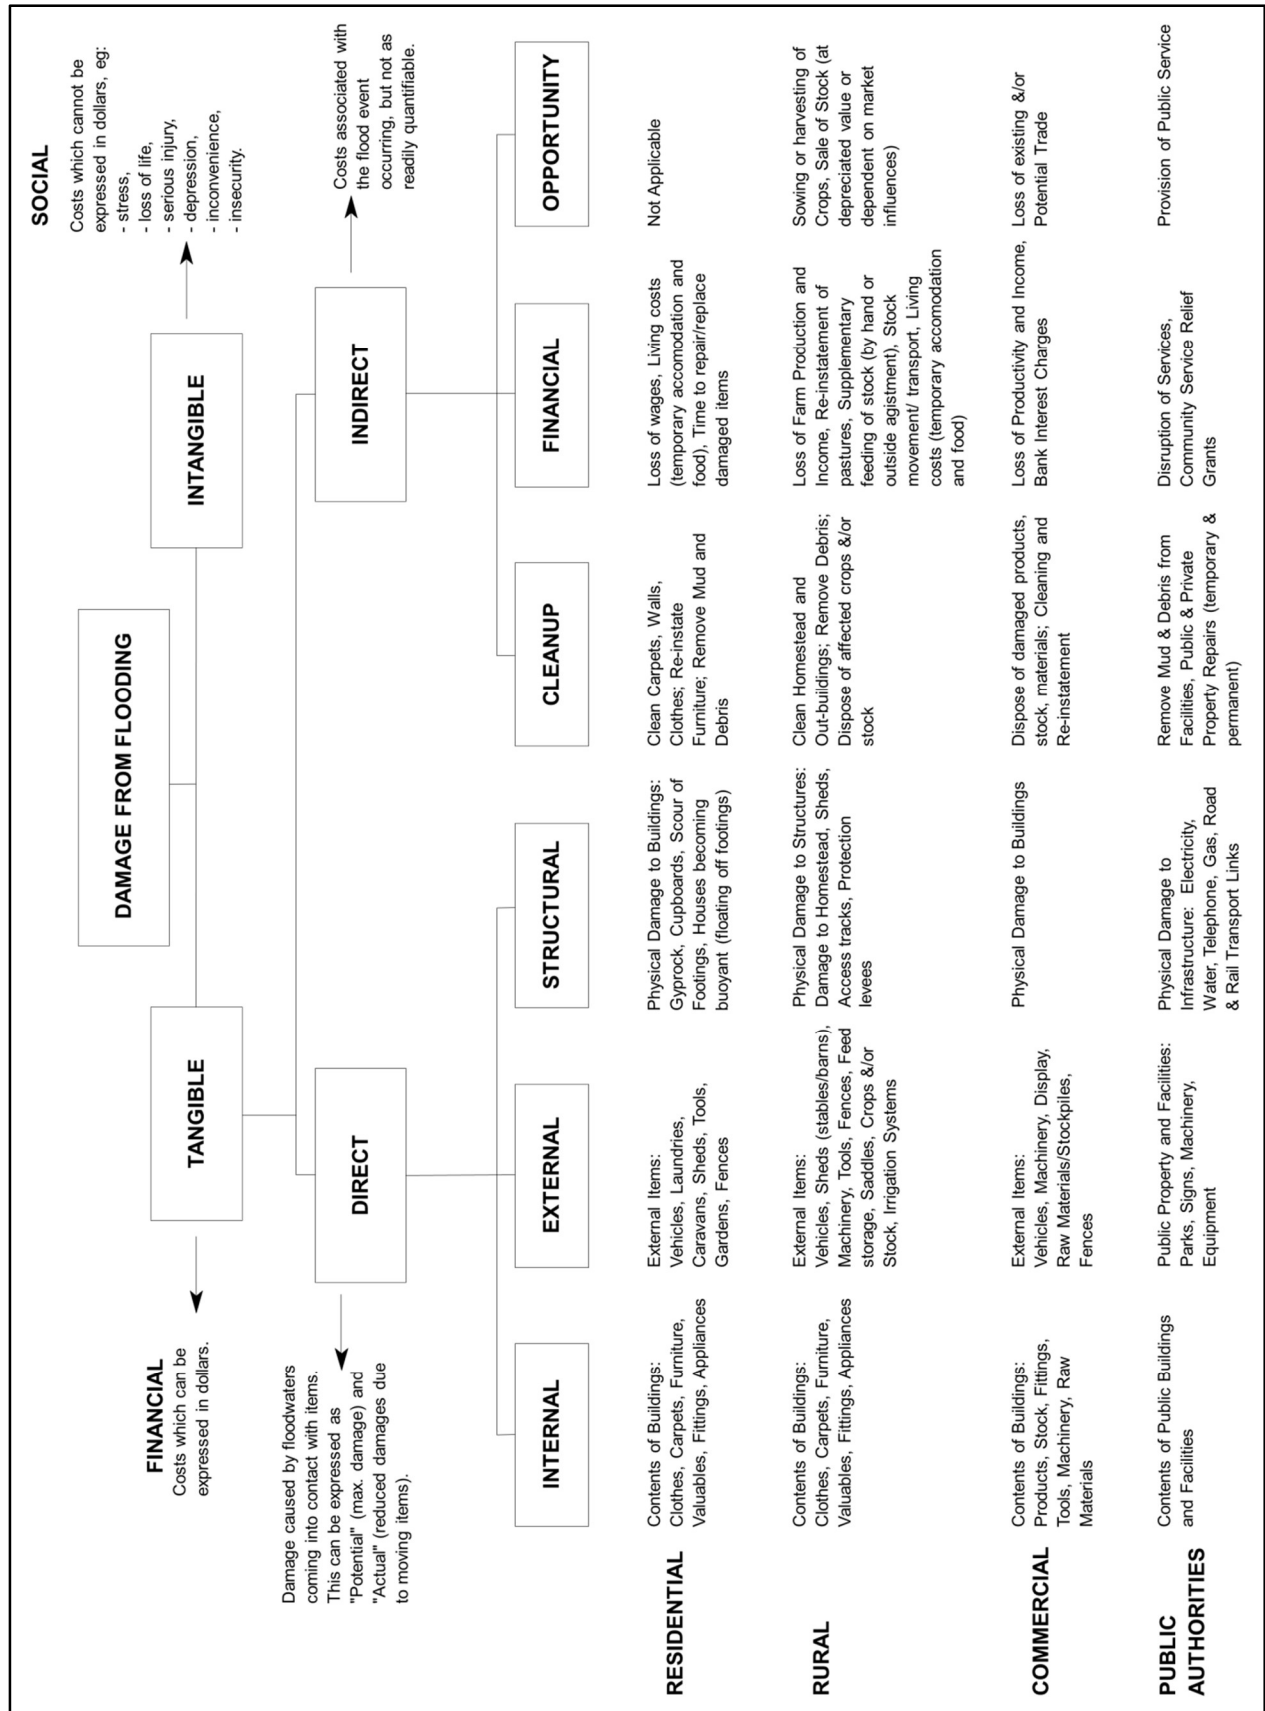 DAMAGE FROM FLOODING
FINANCIAL
Costs which can be
expressed in dollars.
TANGIBLE
INTANGIBLE
SOCIAL
Costs which cannot be
expressed in dollars, eg:
- stress,
- loss of life,
- serious injury,
- depression,
- inconvenience,
- insecurity.
Damage caused by floodwaters
coming into contact with items.
This can be expressed as
"Potential" (max. damage) and
"Actual" (reduced damages due
to moving items).
DIRECT
INDIRECT
Costs associated with
the flood event
occurring, but not as
readily quantifiable.
INTERNAL
EXTERNAL
STRUCTURAL
CLEANUP
FINANCIAL
OPPORTUNITY
RESIDENTIAL
Contents of Buildings:
Clothes, Carpets, Furniture,
Valuables, Fittings, Appliances
External Items:
Vehicles, Laundries,
Caravans, Sheds, Tools,
Gardens, Fences
Physical Damage to Buildings:
Gyprock, Cupboards, Scour of
Footings, Houses becoming
buoyant (floating off footings)
Clean Carpets, Walls,
Clothes; Re-instate
Furniture; Remove Mud and
Debris
Loss of wages, Living costs
(temporary accomodation and
food), Time to repair/replace
damaged items
Not Applicable
RURAL
Contents of Buildings:
Clothes, Carpets, Furniture,
Valuables, Fittings, Appliances
External Items:
Vehicles, Sheds (stables/barns),
Machinery, Tools, Fences, Feed
storage, Saddles, Crops &/or
Stock, Irrigation Systems
Physical Damage to Structures:
Damage to Homestead, Sheds,
Access tracks, Protection
levees
Clean Homestead and
Out-buildings; Remove Debris;
Dispose of affected crops &/or
stock
Loss of Farm Production and
Income, Re-instatement of
pastures, Supplementary
feeding of stock (by hand or
outside agistment), Stock
movement/ transport, Living
costs (temporary accomodation
and food)
Sowing or harvesting of
Crops, Sale of Stock (at
depreciated value or
dependent on market
influences)
COMMERCIAL
Contents of Buildings:
Products, Stock, Fittings,
Tools, Machinery, Raw
Materials
External Items:
Vehicles, Machinery, Display,
Raw Materials/Stockpiles,
Fences
Physical Damage to Buildings
Dispose of damaged products,
stock, materials; Cleaning and
Re-instatement
Loss of Productivity and Income,
Bank Interest Charges
Loss of existing &/or
Potential Trade
PUBLIC
AUTHORITIES
Contents of Public Buildings
and Facilities
Public Property and Facilities:
Parks, Signs, Machinery,
Equipment
Physical Damage to
Infrastructure: Electricity,
Water, Telephone, Gas, Road
& Rail Transport Links
Remove Mud & Debris from
Facilities, Public & Private
Property Repairs (temporary &
permanent)
Disruption of Services,
Community Service Relief
Grants
Provision of Public Service